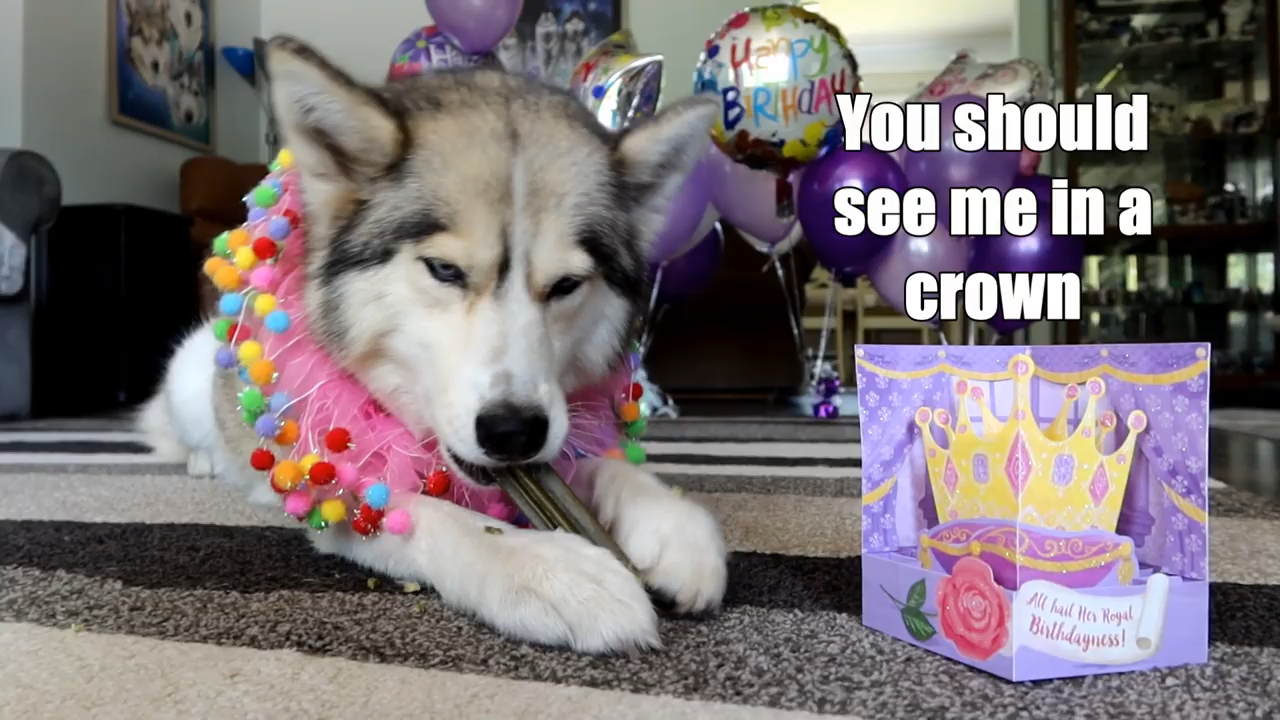 Happy
BIRTHDAY
You should
see me in a
crown
All hail Her Royal
Birthdayness!